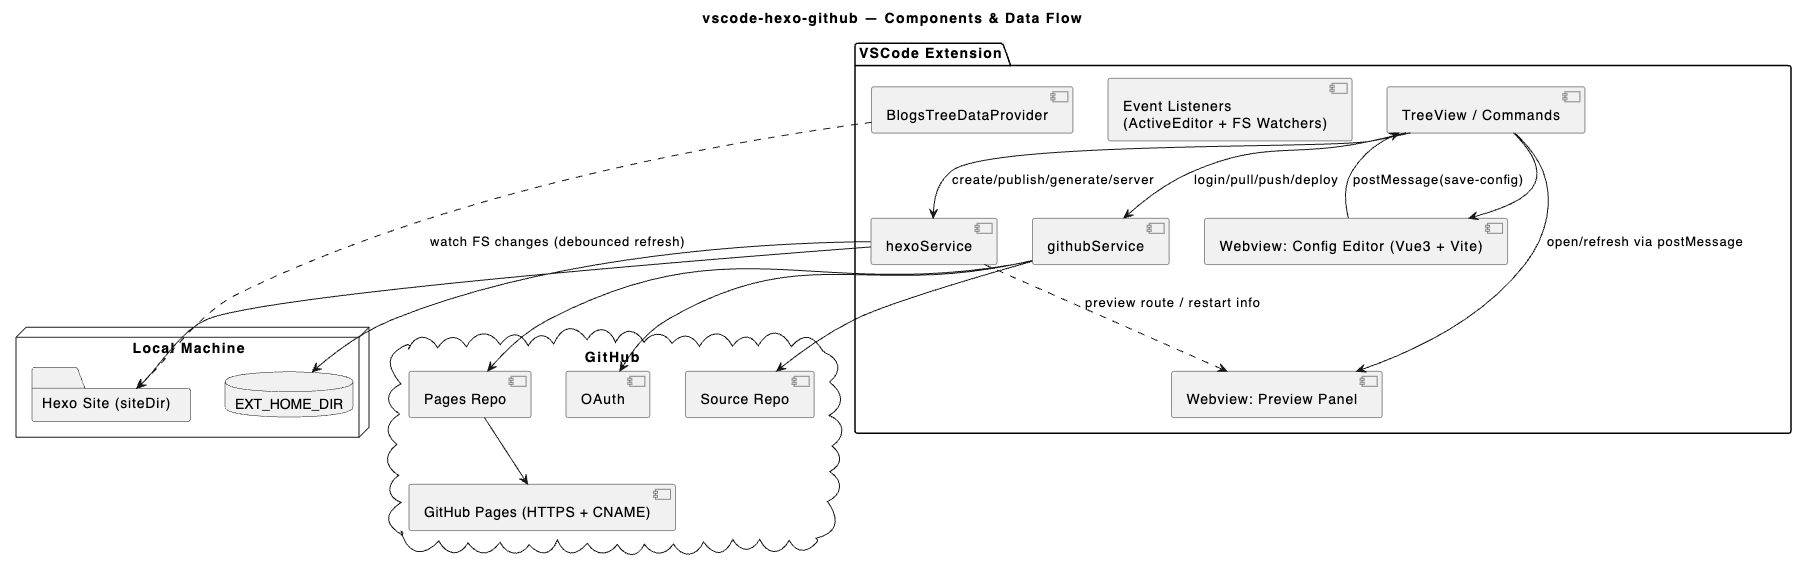 vscode-hexo-github — Components & Data Flow
VSCode Extension
BlogsTreeDataProvider
Event Listeners
(ActiveEditor + FS Watchers)
TreeView / Commands
create/publish/generate/server
login/pull/push/deploy
postMessage(save-config)
watch FS changes (debounced refresh)
hexoService
githubService
Webview: Config Editor (Vue3 + Vite)
open/refresh via postMessage
preview route / restart info
Local Machine
GitHub
Hexo Site (siteDir)
EXT_HOME_DIR
Pages Repo
OAuth
Source Repo
Webview: Preview Panel
GitHub Pages (HTTPS + CNAME)